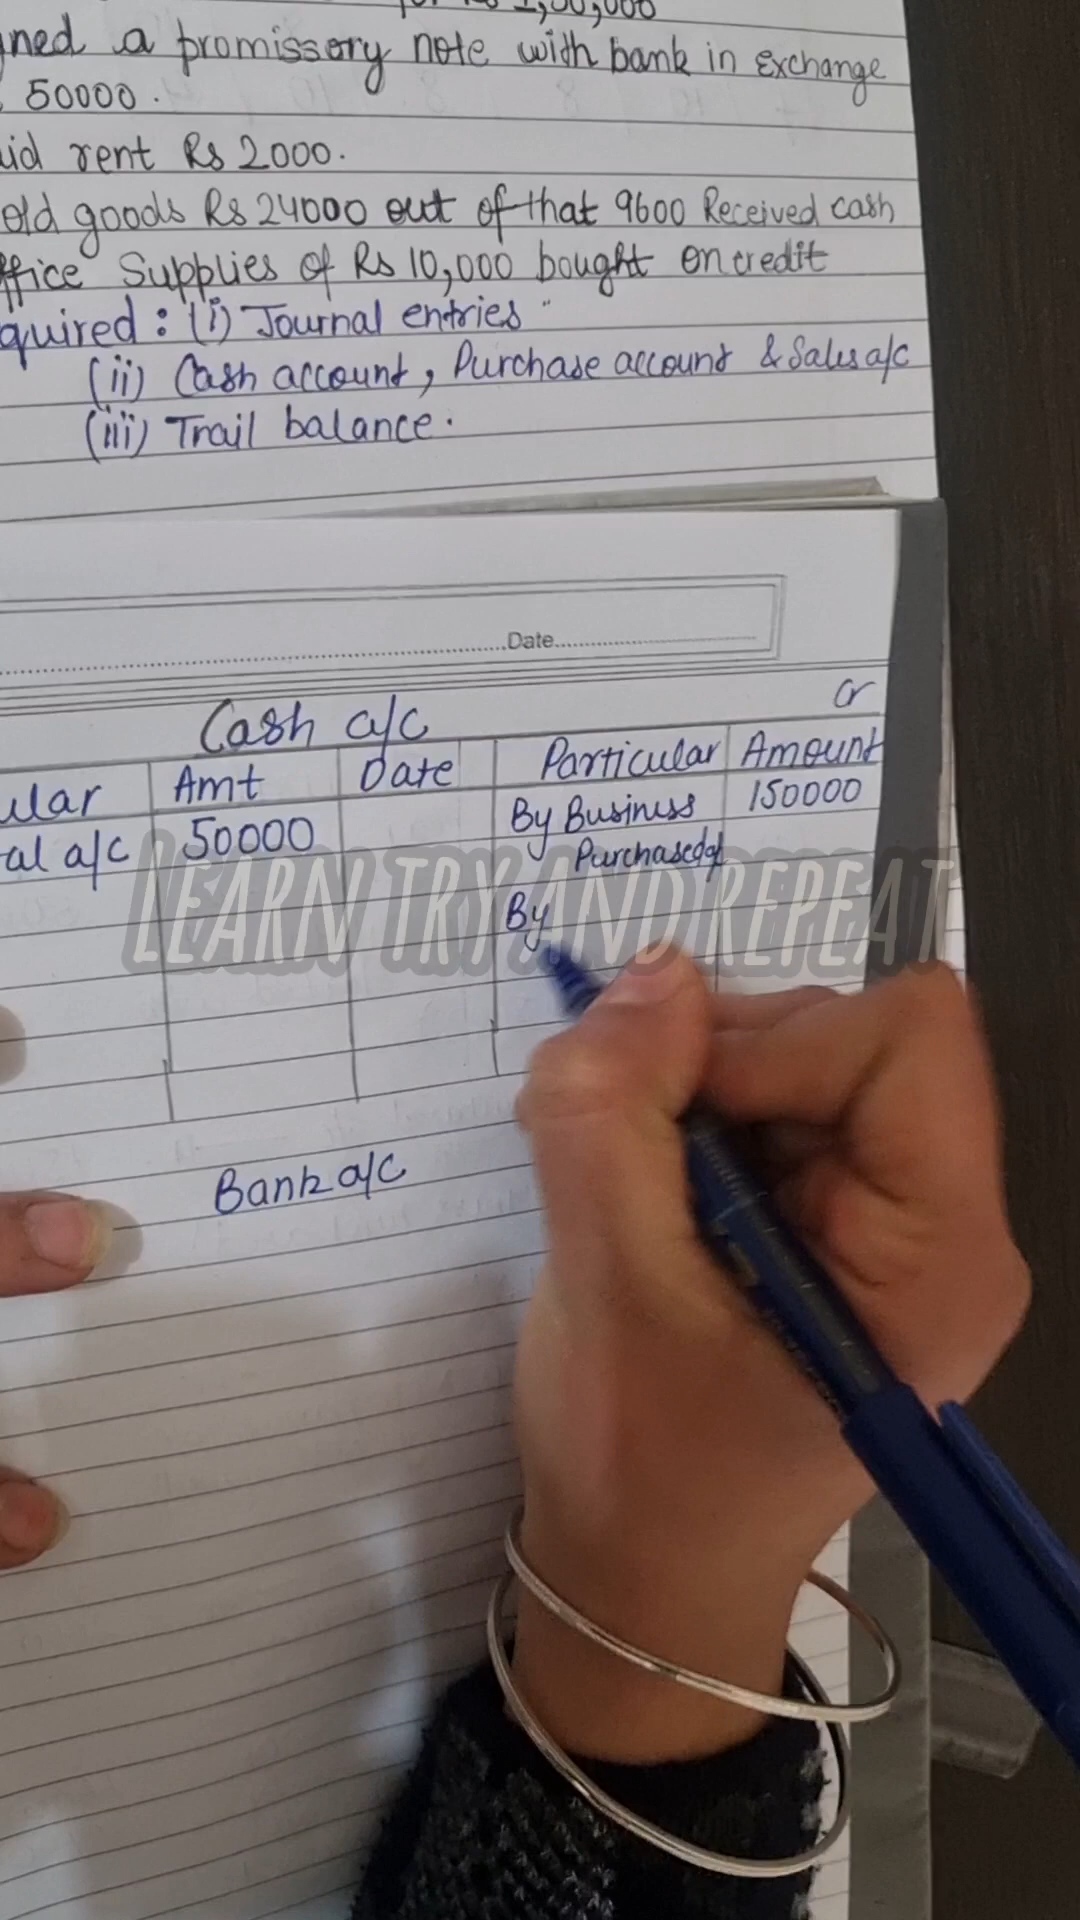 a promissory note with bank in exchange
50000.
rent Rs 2000.
old goods Rs 24000 out of that 9600 Received cash
ffice Supplies of Rs 10,000 bought on credit
quired : (i) Journal entries
(ii) Cash account, Purchase account & Sales a/c
(iii) Trail balance.
Date
Cash a/c
Cr
ular Amt Date Particular Amount
al a/c 50000 By Business 150000
Purchased a/c
By
LEARN TRY AND REPEAT
Bank a/c